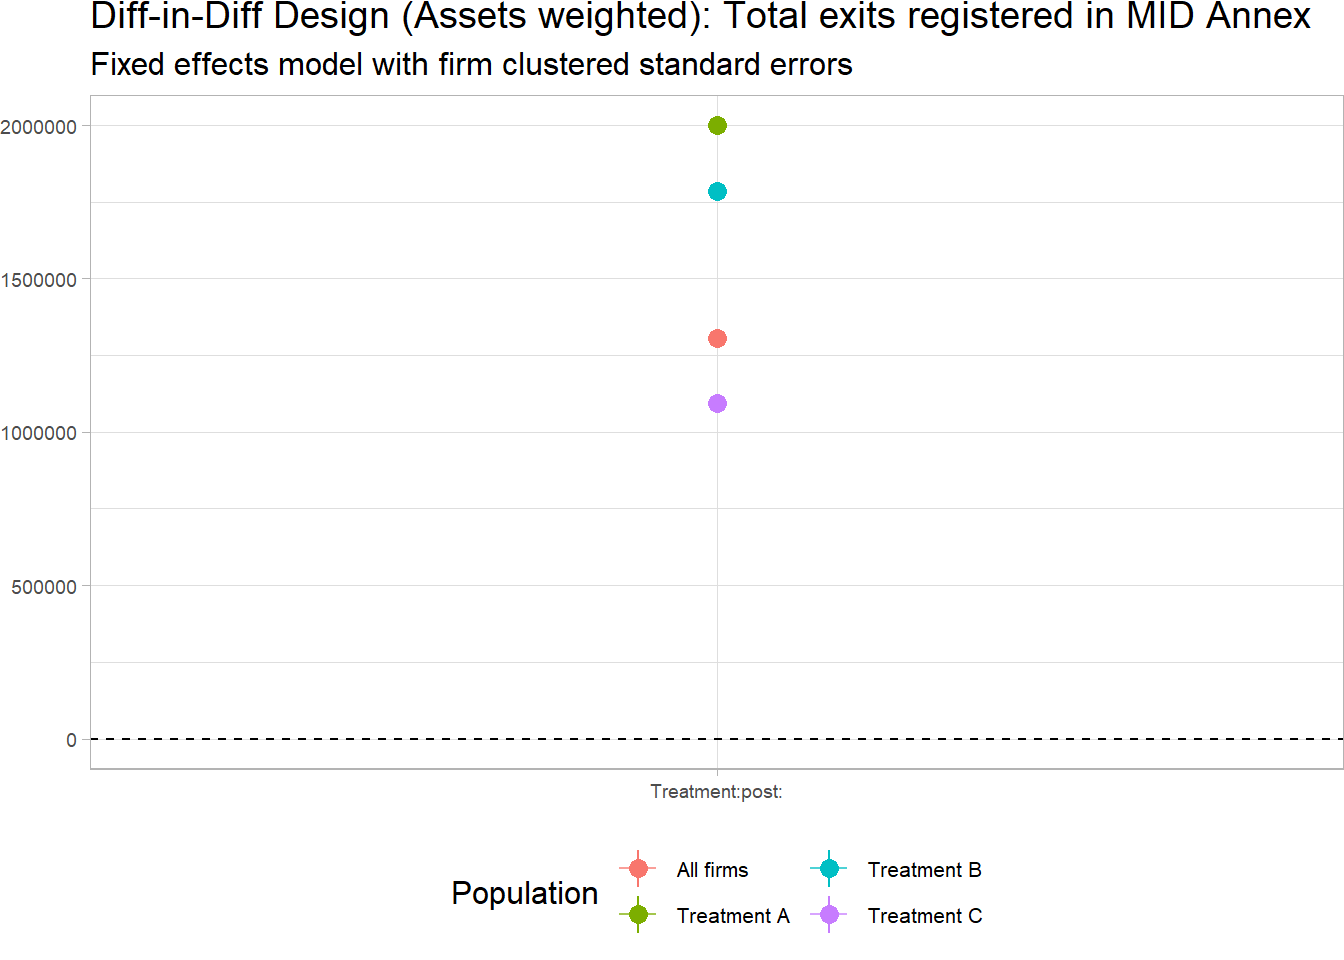 Diff-in-Diff Design (Assets weighted): Total exits registered in MID Annex
Fixed effects model with firm clustered standard errors
2000000
1500000
1000000
500000
0
Treatment:post:
Population
All firms
Treatment B
Treatment A
Treatment C